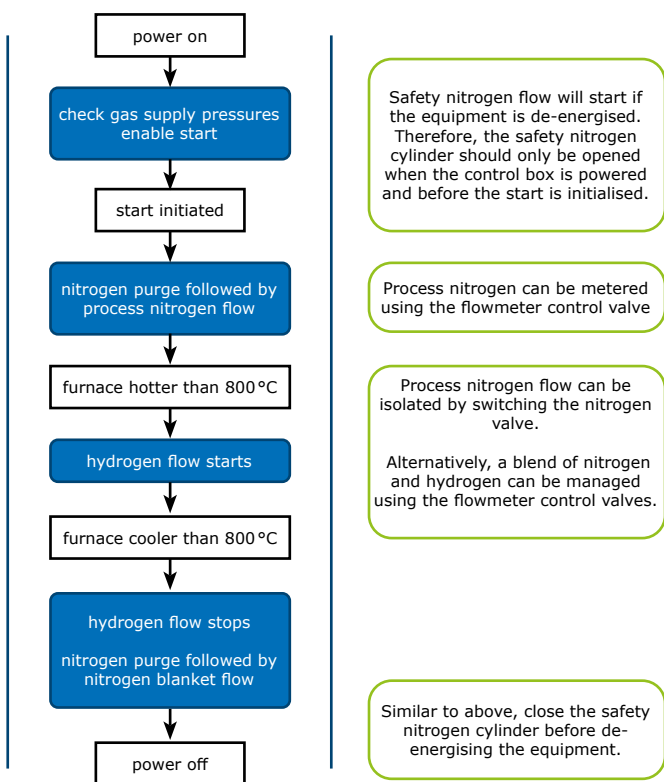 power on
check gas supply pressures
enable start
start initiated
nitrogen purge followed by
process nitrogen flow
furnace hotter than 800 °C
hydrogen flow starts
furnace cooler than 800 °C
hydrogen flow stops
nitrogen purge followed by
nitrogen blanket flow
power off
Safety nitrogen flow will start if
the equipment is de-energised.
Therefore, the safety nitrogen
cylinder should only be opened
when the control box is powered
and before the start is initialised.
Process nitrogen can be metered
using the flowmeter control valve
Process nitrogen flow can be
isolated by switching the nitrogen
valve.
Alternatively, a blend of nitrogen
and hydrogen can be managed
using the flowmeter control valves.
Similar to above, close the safety
nitrogen cylinder before de-
energising the equipment.